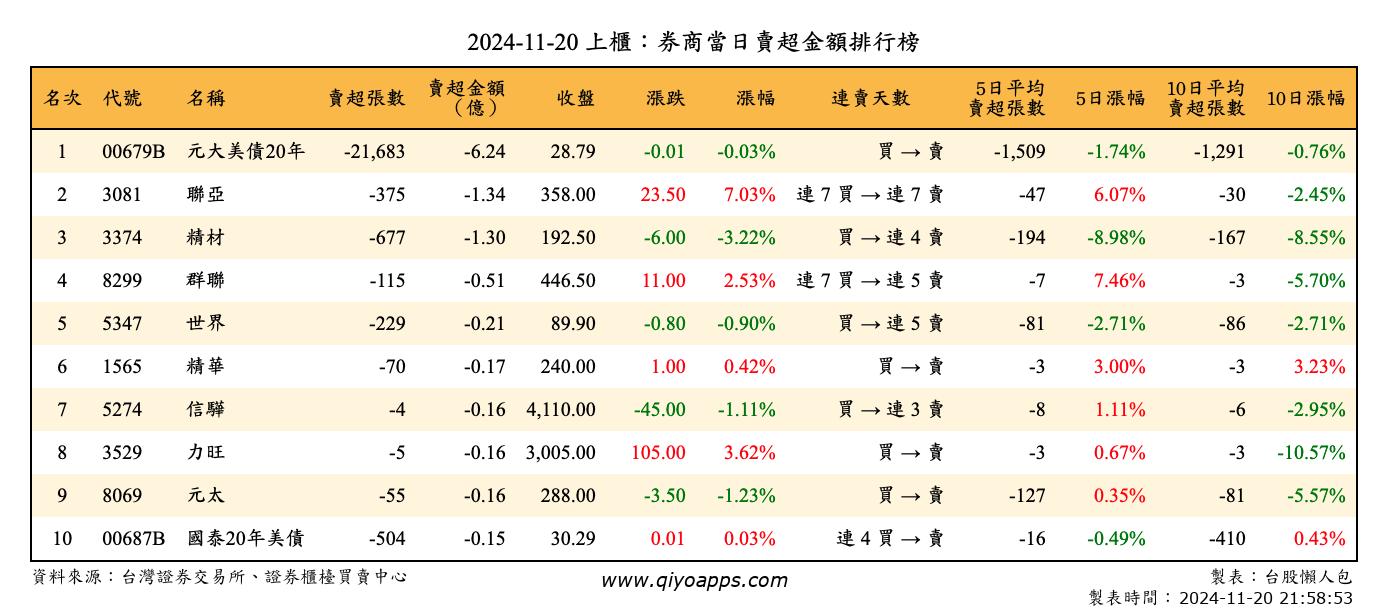 2024-11-20 上櫃：券商當日賣超金額排行榜
名次 代號 名稱 賣超張數 賣超金額（億） 收盤 漲跌 漲幅 連賣天數 5日平均賣超張數 5日漲幅 10日平均賣超張數 10日漲幅
1 00679B 元大美債20年 -21,683 -6.24 28.79 -0.01 -0.03% 買 → 賣 -1,509 -1.74% -1,291 -0.76%
2 3081 聯亞 -375 -1.34 358.00 23.50 7.03% 連 7 買 → 連 7 賣 -47 6.07% -30 -2.45%
3 3374 精材 -677 -1.30 192.50 -6.00 -3.22% 買 → 連 4 賣 -194 -8.98% -167 -8.55%
4 8299 群聯 -115 -0.51 446.50 11.00 2.53% 連 7 買 → 連 5 賣 -7 7.46% -3 -5.70%
5 5347 世界 -229 -0.21 89.90 -0.80 -0.90% 買 → 連 5 賣 -81 -2.71% -86 -2.71%
6 1565 精華 -70 -0.17 240.00 1.00 0.42% 買 → 賣 -3 3.00% -3 3.23%
7 5274 信驊 -4 -0.16 4,110.00 -45.00 -1.11% 買 → 連 3 賣 -8 1.11% -6 -2.95%
8 3529 力旺 -5 -0.16 3,005.00 105.00 3.62% 買 → 賣 -3 0.67% -3 -10.57%
9 8069 元太 -55 -0.16 288.00 -3.50 -1.23% 買 → 賣 -127 0.35% -81 -5.57%
10 00687B 國泰20年美債 -504 -0.15 30.29 0.01 0.03% 連 4 買 → 賣 -16 -0.49% -410 0.43%
資料來源：台灣證券交易所、證券櫃檯買賣中心 www.qiyoapps.com 製表：台股懶人包
製表時間：2024-11-20 21:58:53